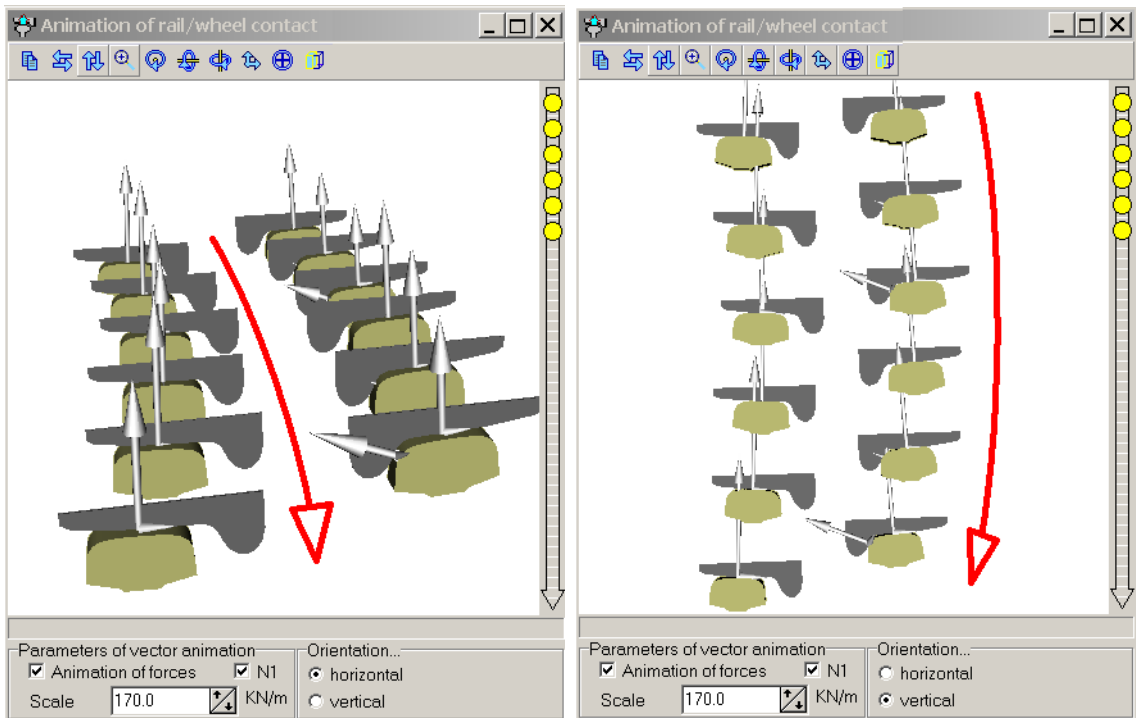 Animation of rail/wheel contact
Parameters of vector animation
Animation of forces
N1
Scale
170.0
KN/m
Orientation...
horizontal
vertical
Animation of rail/wheel contact
Parameters of vector animation
Animation of forces
N1
Scale
170.0
KN/m
Orientation...
horizontal
vertical